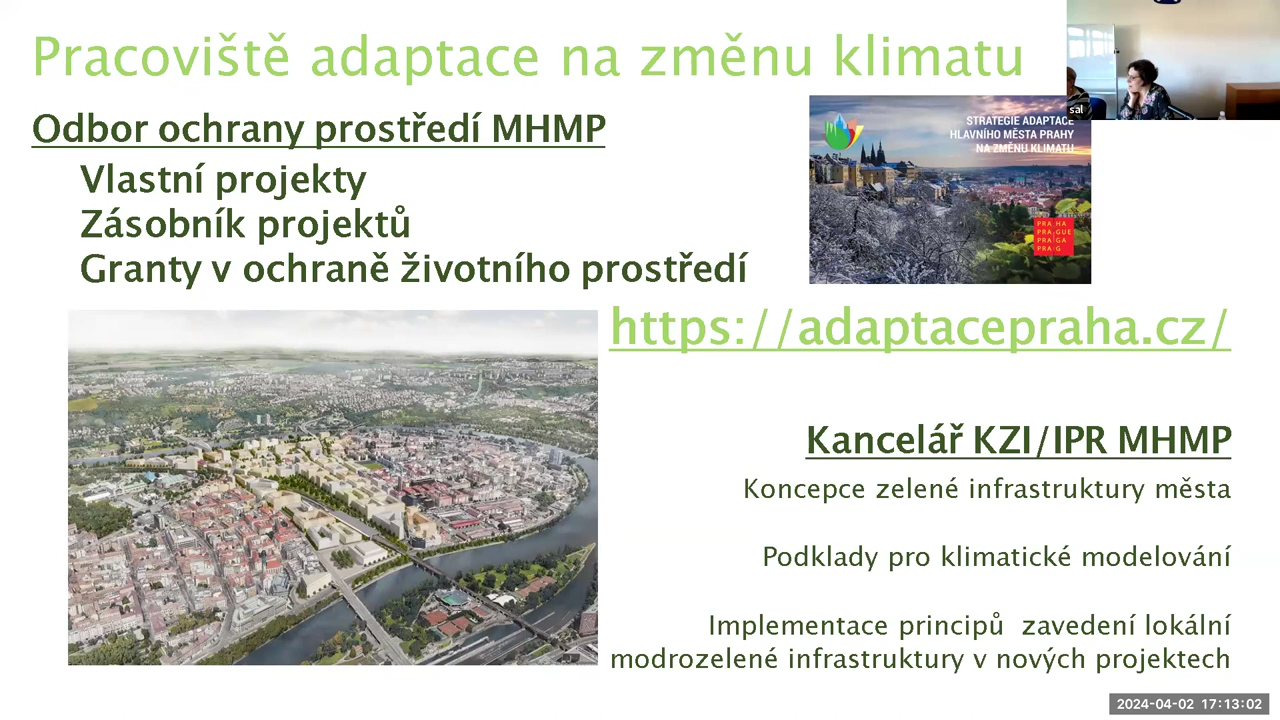 Pracoviště adaptace na změnu klimatu
sal
Odbor ochrany prostředí MHMP
Vlastní projekty
Zásobník projektů
Granty v ochraně životního prostředí
STRATEGIE ADAPTACE
HLAVNÍHO MĚSTA PRAHY
NA ZMĚNU KLIMATU
PRA HA
PRA GUE
PRA GA
PRA G
https://adaptacepraha.cz/
Kancelář KZI/IPR MHMP
Koncepce zelené infrastruktury města
Podklady pro klimatické modelování
Implementace principů  zavedení lokální
modrozelené infrastruktury v nových projektech
2024-04-02 17:13:02